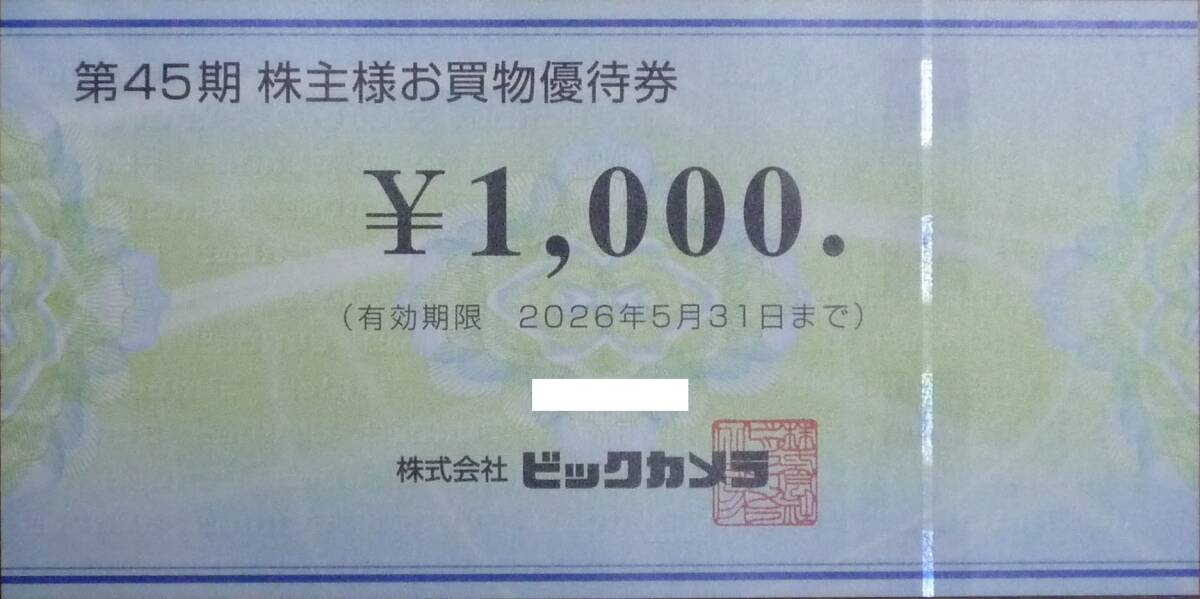 第45期 株主様お買物優待券
¥1,000.
（有効期限　2026年5月31日まで）
株式会社 ビックカメラ